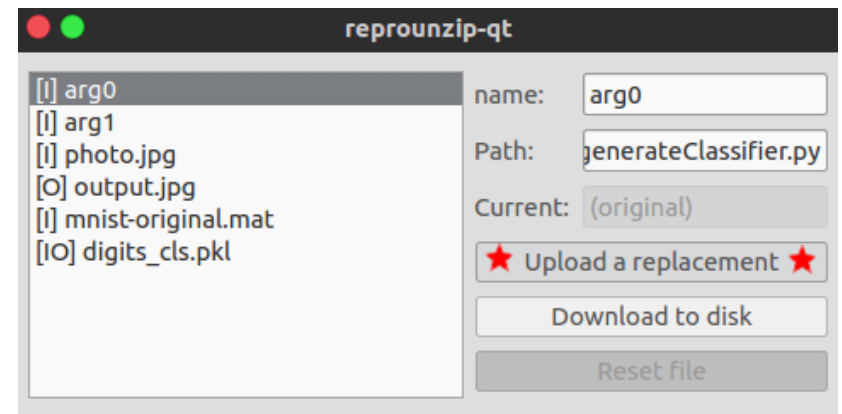 reprounzip-qt
[I] arg0
[I] arg1
[I] photo.jpg
[O] output.jpg
[I] mnist-original.mat
[IO] digits_cls.pkl
name: arg0
Path: generateClassifier.py
Current: (original)
Upload a replacement
Download to disk
Reset file